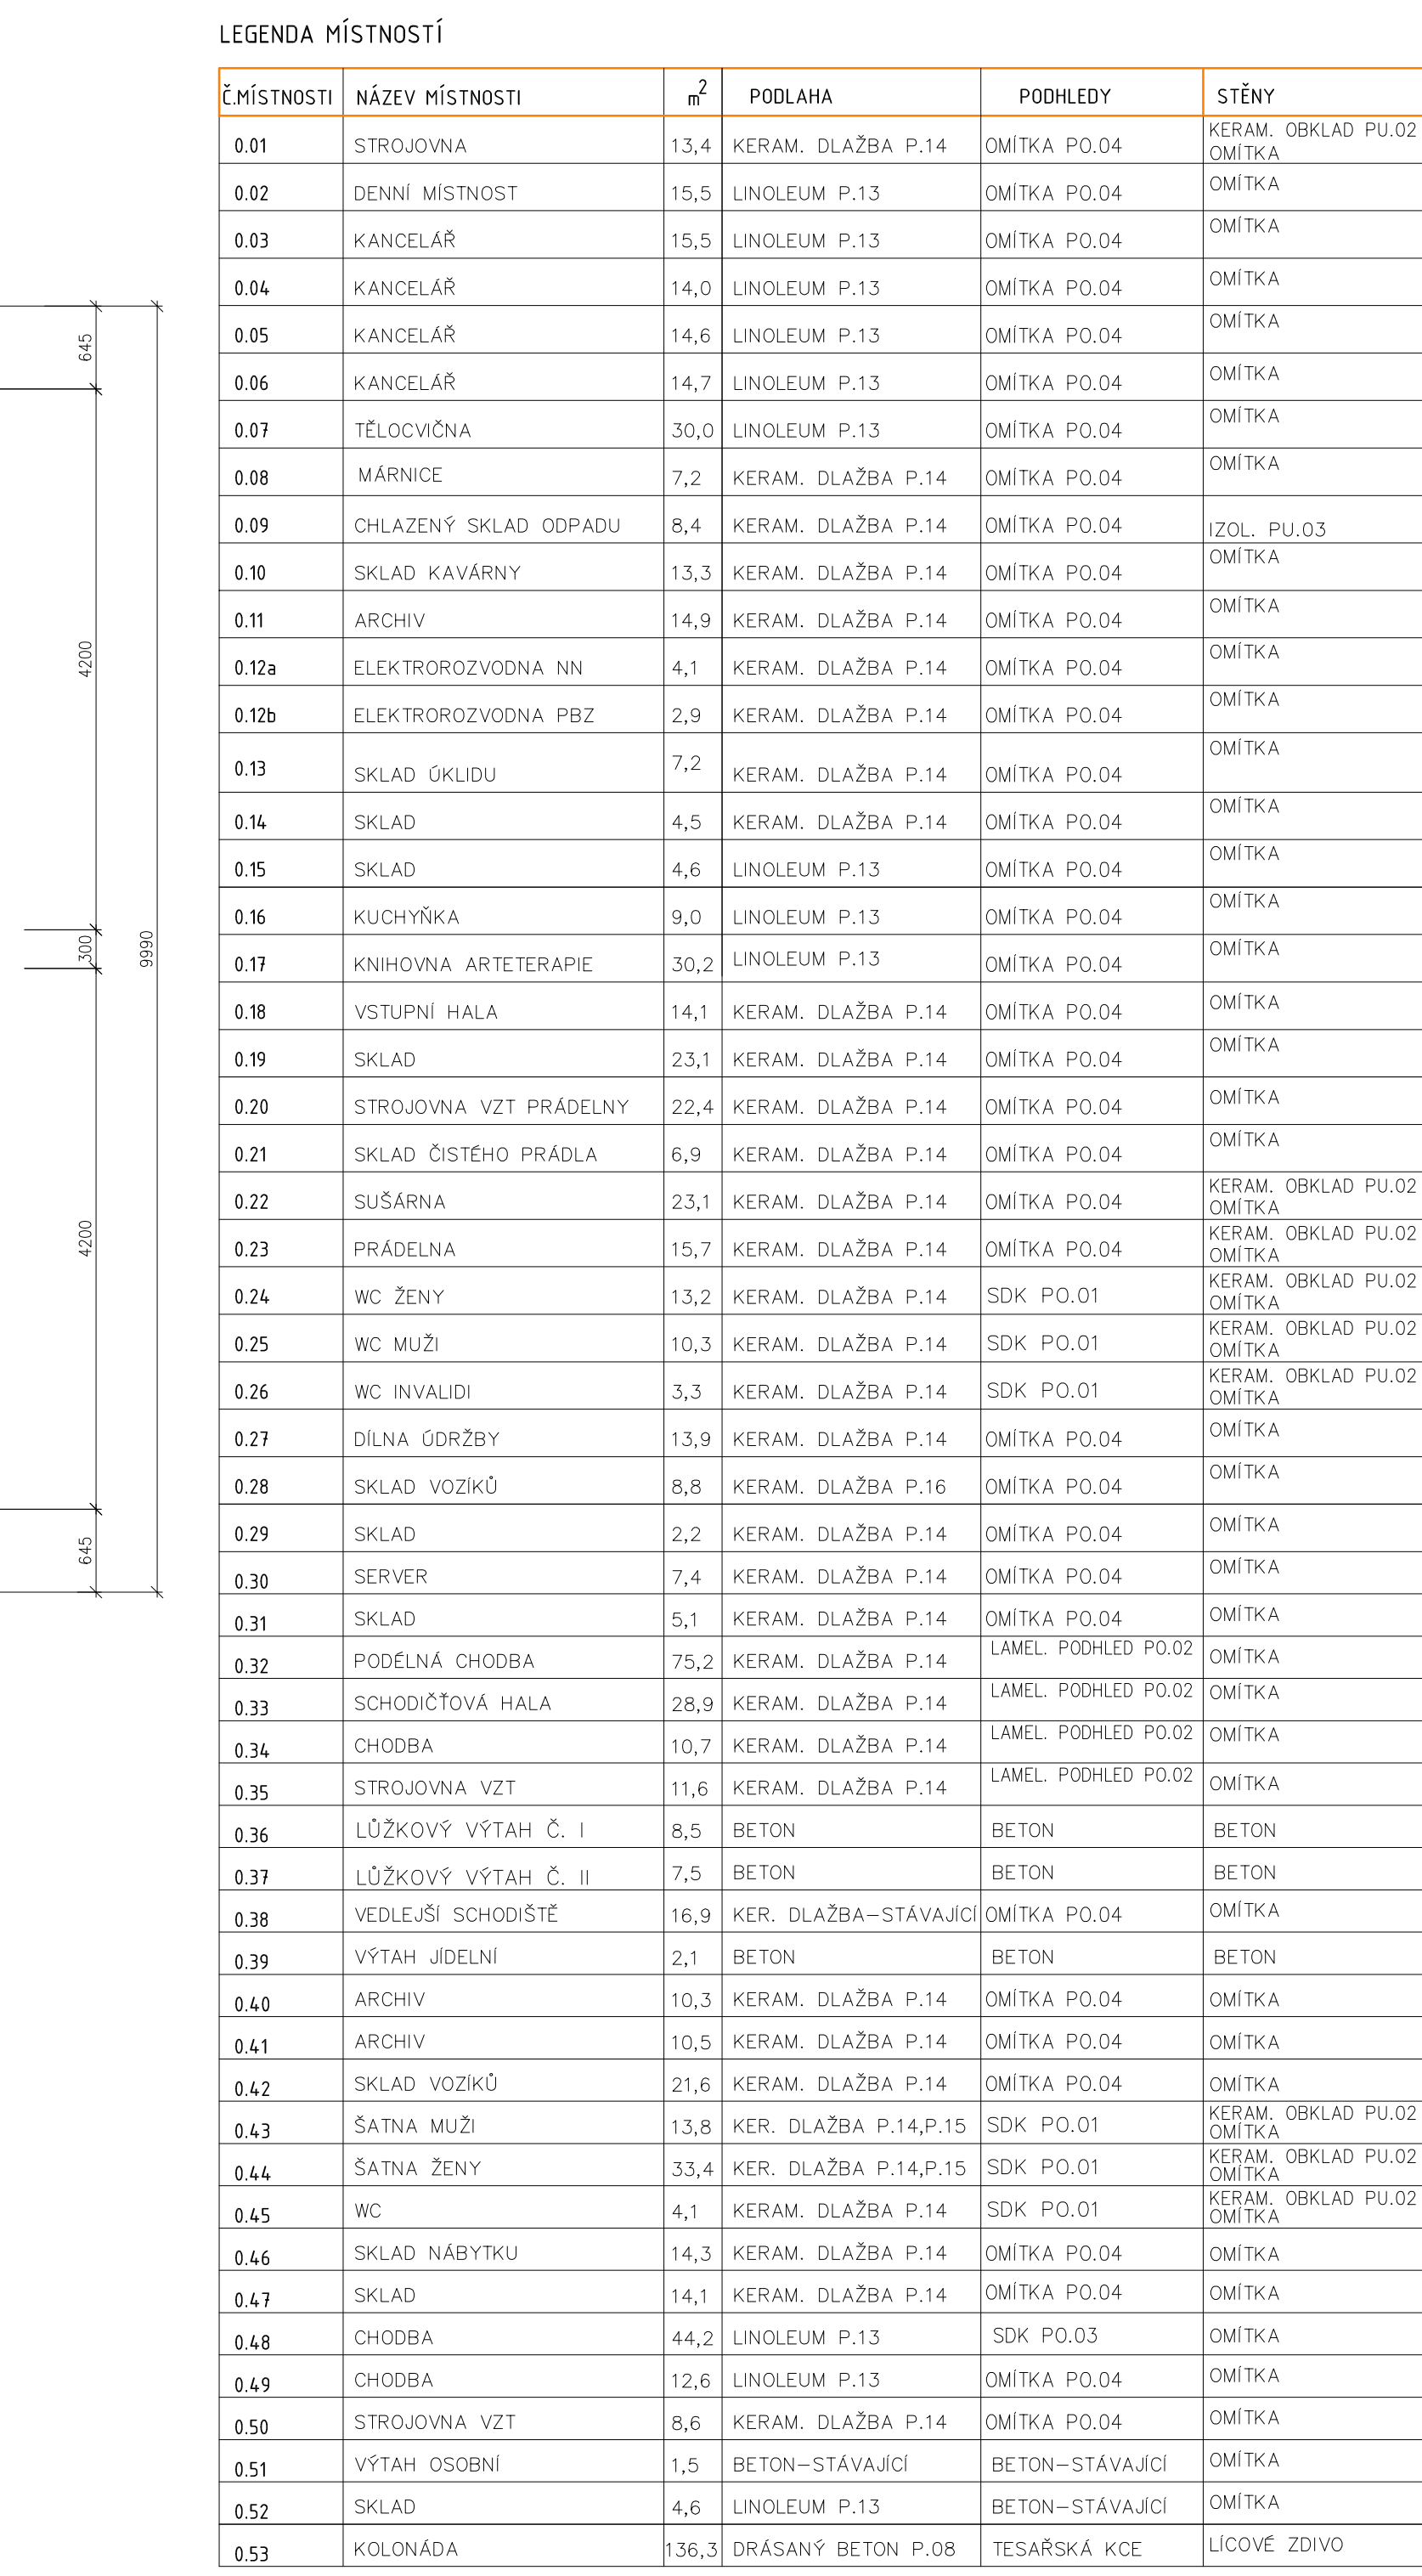 LEGENDA MÍSTNOSTÍ
Č.MÍSTNOSTI NÁZEV MÍSTNOSTI m2 PODLAHA PODHLEDY STĚNY
0.01 STROJOVNA 13,4 KERAM. DLAŽBA P.14 OMÍTKA PO.04 KERAM. OBKLAD PU.02
OMÍTKA
0.02 DENNÍ MÍSTNOST 15,5 LINOLEUM P.13 OMÍTKA PO.04 OMÍTKA
0.03 KANCELÁŘ 15,5 LINOLEUM P.13 OMÍTKA PO.04 OMÍTKA
0.04 KANCELÁŘ 14,0 LINOLEUM P.13 OMÍTKA PO.04 OMÍTKA
0.05 KANCELÁŘ 14,6 LINOLEUM P.13 OMÍTKA PO.04 OMÍTKA
0.06 KANCELÁŘ 14,7 LINOLEUM P.13 OMÍTKA PO.04 OMÍTKA
0.07 TĚLOCVIČNA 30,0 LINOLEUM P.13 OMÍTKA PO.04 OMÍTKA
0.08 MÁRNICE 7,2 KERAM. DLAŽBA P.14 OMÍTKA PO.04 OMÍTKA
0.09 CHLAZENÝ SKLAD ODPADU 8,4 KERAM. DLAŽBA P.14 OMÍTKA PO.04 IZOL. PU.03
0.10 SKLAD KAVÁRNY 13,3 KERAM. DLAŽBA P.14 OMÍTKA PO.04 OMÍTKA
0.11 ARCHIV 14,9 KERAM. DLAŽBA P.14 OMÍTKA PO.04 OMÍTKA
0.12a ELEKTROROZVODNA NN 4,1 KERAM. DLAŽBA P.14 OMÍTKA PO.04 OMÍTKA
0.12b ELEKTROROZVODNA PBZ 2,9 KERAM. DLAŽBA P.14 OMÍTKA PO.04 OMÍTKA
0.13 SKLAD ÚKLIDU 7,2 KERAM. DLAŽBA P.14 OMÍTKA PO.04 OMÍTKA
0.14 SKLAD 4,5 KERAM. DLAŽBA P.14 OMÍTKA PO.04 OMÍTKA
0.15 SKLAD 4,6 LINOLEUM P.13 OMÍTKA PO.04 OMÍTKA
0.16 KUCHYŇKA 9,0 LINOLEUM P.13 OMÍTKA PO.04 OMÍTKA
0.17 KNIHOVNA ARTETERAPIE 30,2 LINOLEUM P.13 OMÍTKA PO.04 OMÍTKA
0.18 VSTUPNÍ HALA 14,1 KERAM. DLAŽBA P.14 OMÍTKA PO.04 OMÍTKA
0.19 SKLAD 23,1 KERAM. DLAŽBA P.14 OMÍTKA PO.04 OMÍTKA
0.20 STROJOVNA VZT PRÁDELNY 22,4 KERAM. DLAŽBA P.14 OMÍTKA PO.04 OMÍTKA
0.21 SKLAD ČISTÉHO PRÁDLA 6,9 KERAM. DLAŽBA P.14 OMÍTKA PO.04 OMÍTKA
0.22 SUŠÁRNA 23,1 KERAM. DLAŽBA P.14 OMÍTKA PO.04 KERAM. OBKLAD PU.02
OMÍTKA
0.23 PRÁDELNA 15,7 KERAM. DLAŽBA P.14 OMÍTKA PO.04 KERAM. OBKLAD PU.02
OMÍTKA
0.24 WC ŽENY 13,2 KERAM. DLAŽBA P.14 SDK PO.01 KERAM. OBKLAD PU.02
OMÍTKA
0.25 WC MUŽI 10,3 KERAM. DLAŽBA P.14 SDK PO.01 KERAM. OBKLAD PU.02
OMÍTKA
0.26 WC INVALIDI 3,3 KERAM. DLAŽBA P.14 SDK PO.01 KERAM. OBKLAD PU.02
OMÍTKA
0.27 DÍLNA ÚDRŽBY 13,9 KERAM. DLAŽBA P.14 OMÍTKA PO.04 OMÍTKA
0.28 SKLAD VOZÍKŮ 8,8 KERAM. DLAŽBA P.16 OMÍTKA PO.04 OMÍTKA
0.29 SKLAD 2,2 KERAM. DLAŽBA P.14 OMÍTKA PO.04 OMÍTKA
0.30 SERVER 7,4 KERAM. DLAŽBA P.14 OMÍTKA PO.04 OMÍTKA
0.31 SKLAD 5,1 KERAM. DLAŽBA P.14 OMÍTKA PO.04 OMÍTKA
0.32 PODÉLNÁ CHODBA 75,2 KERAM. DLAŽBA P.14 LAMEL. PODHLED PO.02 OMÍTKA
0.33 SCHODIČŤOVÁ HALA 28,9 KERAM. DLAŽBA P.14 LAMEL. PODHLED PO.02 OMÍTKA
0.34 CHODBA 10,7 KERAM. DLAŽBA P.14 LAMEL. PODHLED PO.02 OMÍTKA
0.35 STROJOVNA VZT 11,6 KERAM. DLAŽBA P.14 LAMEL. PODHLED PO.02 OMÍTKA
0.36 LŮŽKOVÝ VÝTAH Č. I 8,5 BETON BETON BETON
0.37 LŮŽKOVÝ VÝTAH Č. II 7,5 BETON BETON BETON
0.38 VEDLEJŠÍ SCHODIŠTĚ 16,9 KER. DLAŽBA–STÁVAJÍCÍ OMÍTKA PO.04 OMÍTKA
0.39 VÝTAH JÍDELNÍ 2,1 BETON BETON BETON
0.40 ARCHIV 10,3 KERAM. DLAŽBA P.14 OMÍTKA PO.04 OMÍTKA
0.41 ARCHIV 10,5 KERAM. DLAŽBA P.14 OMÍTKA PO.04 OMÍTKA
0.42 SKLAD VOZÍKŮ 21,6 KERAM. DLAŽBA P.14 OMÍTKA PO.04 OMÍTKA
0.43 ŠATNA MUŽI 13,8 KER. DLAŽBA P.14,P.15 SDK PO.01 KERAM. OBKLAD PU.02
OMÍTKA
0.44 ŠATNA ŽENY 33,4 KER. DLAŽBA P.14,P.15 SDK PO.01 KERAM. OBKLAD PU.02
OMÍTKA
0.45 WC 4,1 KERAM. DLAŽBA P.14 SDK PO.01 KERAM. OBKLAD PU.02
OMÍTKA
0.46 SKLAD NÁBYTKU 14,3 KERAM. DLAŽBA P.14 OMÍTKA PO.04 OMÍTKA
0.47 SKLAD 14,1 KERAM. DLAŽBA P.14 OMÍTKA PO.04 OMÍTKA
0.48 CHODBA 44,2 LINOLEUM P.13 SDK PO.03 OMÍTKA
0.49 CHODBA 12,6 LINOLEUM P.13 OMÍTKA PO.04 OMÍTKA
0.50 STROJOVNA VZT 8,6 KERAM. DLAŽBA P.14 OMÍTKA PO.04 OMÍTKA
0.51 VÝTAH OSOBNÍ 1,5 BETON–STÁVAJÍCÍ BETON–STÁVAJÍCÍ OMÍTKA
0.52 SKLAD 4,6 LINOLEUM P.13 BETON–STÁVAJÍCÍ OMÍTKA
0.53 KOLONÁDA 136,3 DRÁSANÝ BETON P.08 TESAŘSKÁ KCE LÍCOVÉ ZDIVO
645
4200
300
9990
4200
645